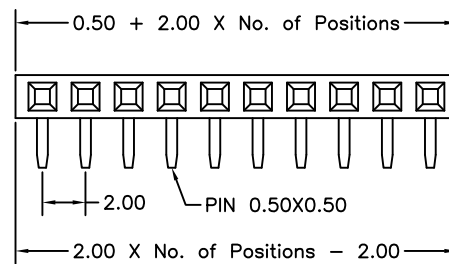 0.50 + 2.00 X No. of Positions
2.00
PIN 0.50X0.50
2.00 X No. of Positions - 2.00